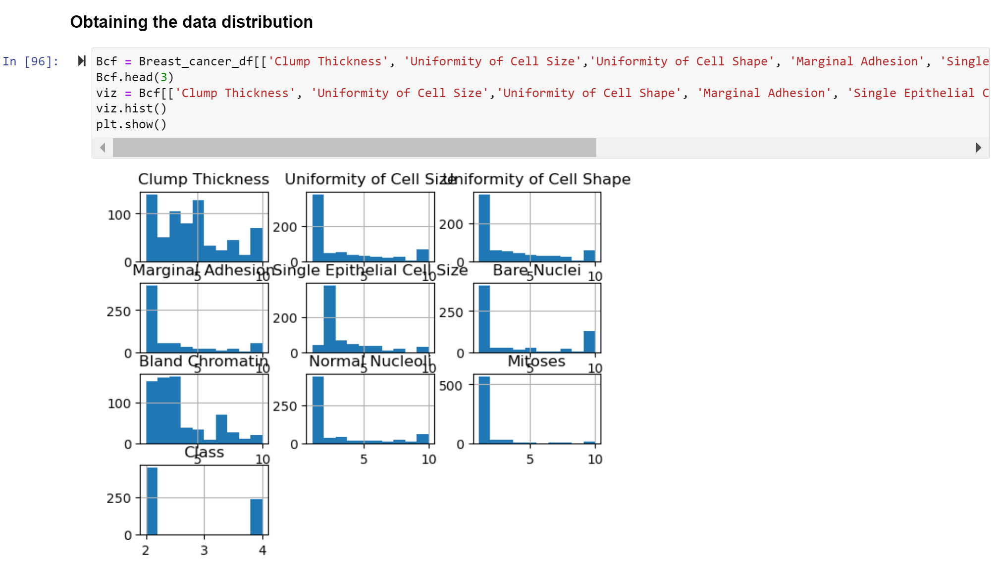 Obtaining the data distribution
In [96]:
Bcf = Breast_cancer_df[['Clump Thickness', 'Uniformity of Cell Size','Uniformity of Cell Shape', 'Marginal Adhesion', 'Single
Bcf.head(3)
viz = Bcf[['Clump Thickness', 'Uniformity of Cell Size','Uniformity of Cell Shape', 'Marginal Adhesion', 'Single Epithelial C
viz.hist()
plt.show()
Clump Thickness
100
0
5 10
Uniformity of Cell Size
200
0
5 10
Uniformity of Cell Shape
200
0
5 10
Marginal Adhesion
250
0
5 10
Single Epithelial Cell Size
200
0
5 10
Bare Nuclei
250
0
5 10
Bland Chromatin
100
0
5 10
Normal Nucleoli
250
0
5 10
Mitoses
500
0
5 10
Class
250
0
2 3 4